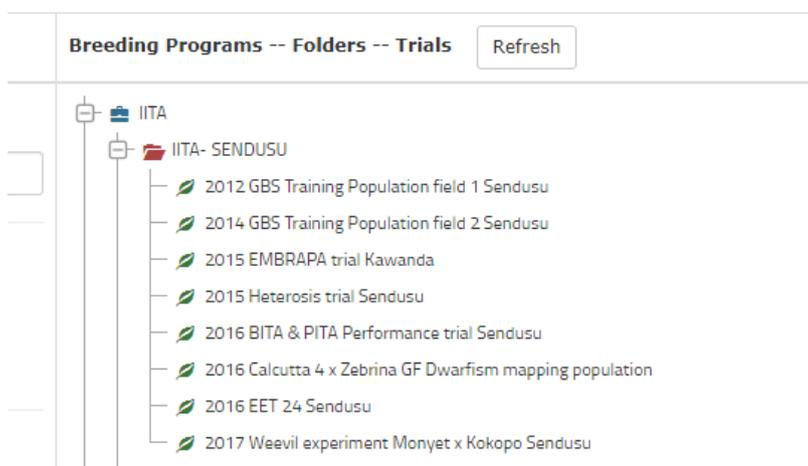 Breeding Programs -- Folders -- Trials Refresh
IITA
IITA- SENDUSU
2012 GBS Training Population field 1 Sendusu
2014 GBS Training Population field 2 Sendusu
2015 EMBRAPA trial Kawanda
2015 Heterosis trial Sendusu
2016 BITA & PITA Performance trial Sendusu
2016 Calcutta 4 x Zebrina GF Dwarfism mapping population
2016 EET 24 Sendusu
2017 Weevil experiment Monyet x Kokopo Sendusu